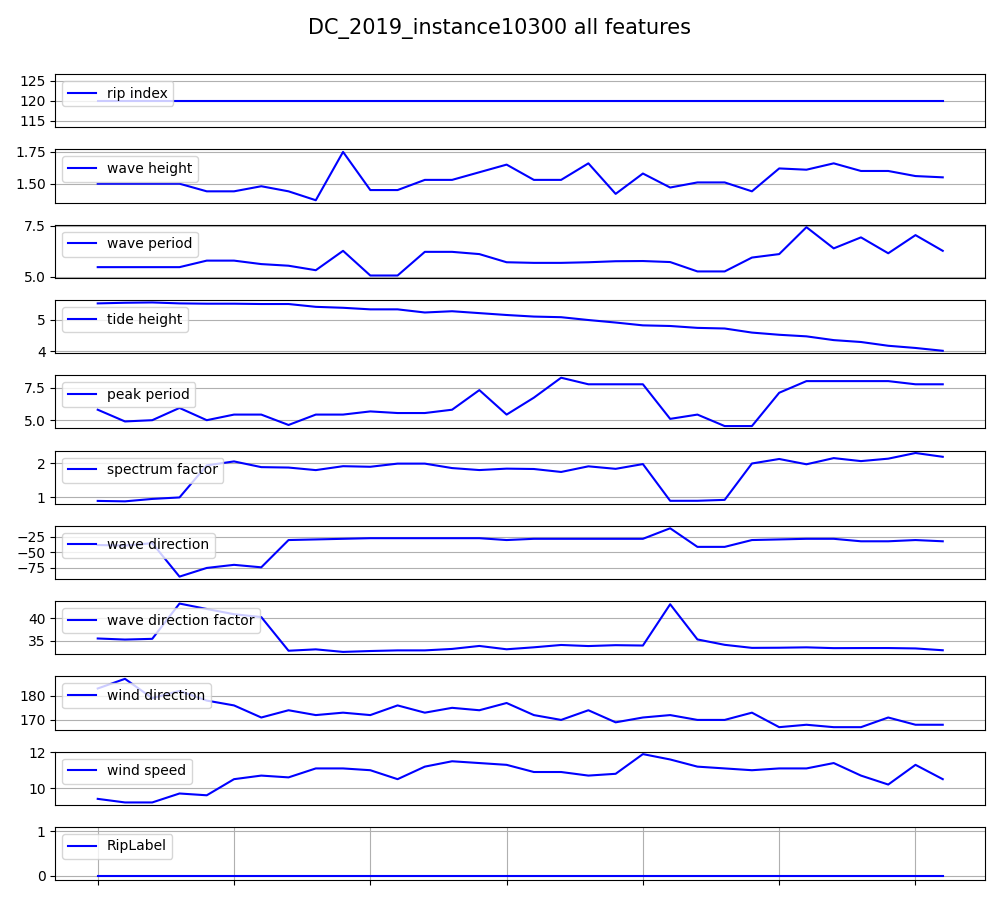 DC_2019_instance10300 all features
125
120
115
rip index
1.75
1.50
wave height
7.5
5.0
wave period
5
4
tide height
7.5
5.0
peak period
2
1
spectrum factor
−25
−50
−75
wave direction
40
35
wave direction factor
180
170
wind direction
12
10
wind speed
1
0
RipLabel